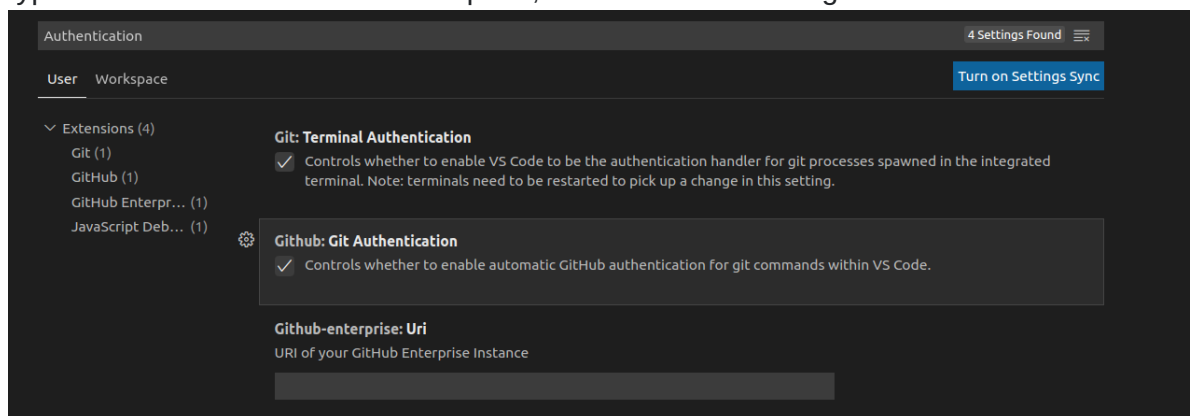 Authentication
4 Settings Found
User Workspace
Turn on Settings Sync
Extensions (4)
Git (1)
GitHub (1)
GitHub Enterpr... (1)
JavaScript Deb... (1)
Git: Terminal Authentication
Controls whether to enable VS Code to be the authentication handler for git processes spawned in the integrated
terminal. Note: terminals need to be restarted to pick up a change in this setting.
Github: Git Authentication
Controls whether to enable automatic GitHub authentication for git commands within VS Code.
Github-enterprise: Uri
URI of your GitHub Enterprise Instance